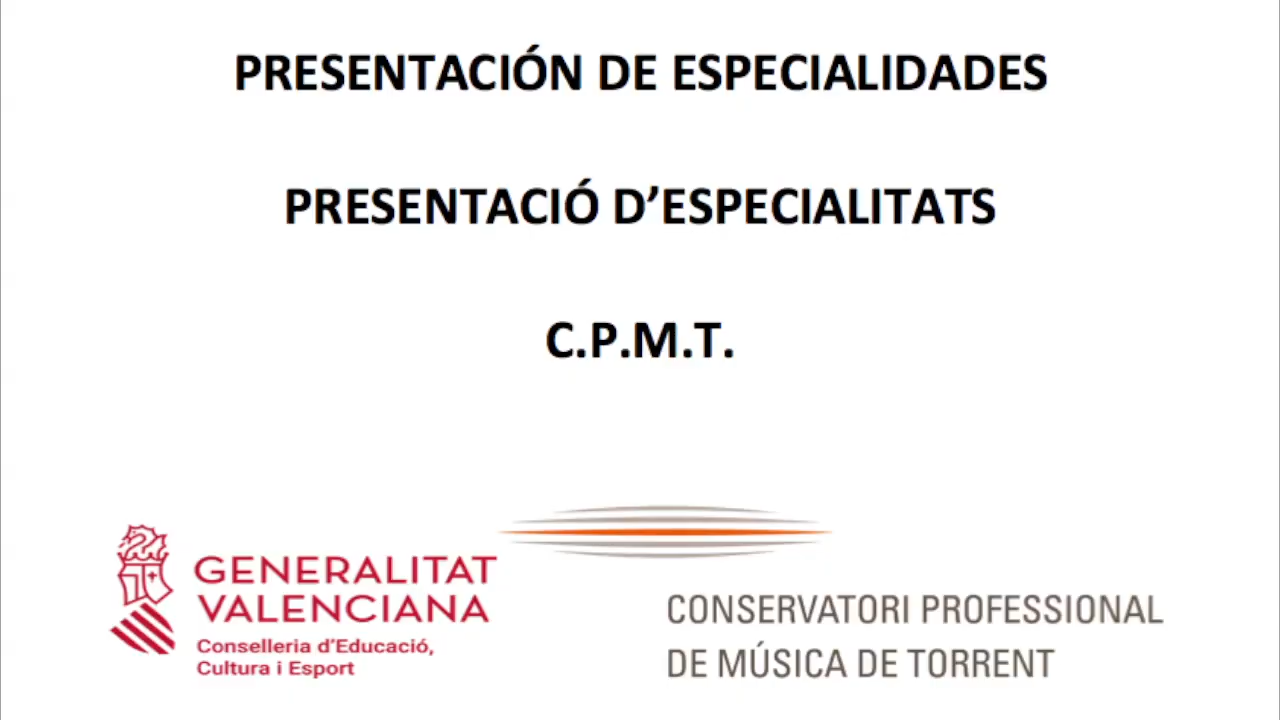 PRESENTACIÓN DE ESPECIALIDADES
PRESENTACIÓ D’ESPECIALITATS
C.P.M.T.
GENERALITAT
VALENCIANA
Conselleria d’Educació,
Cultura i Esport
CONSERVATORI PROFESSIONAL
DE MÚSICA DE TORRENT